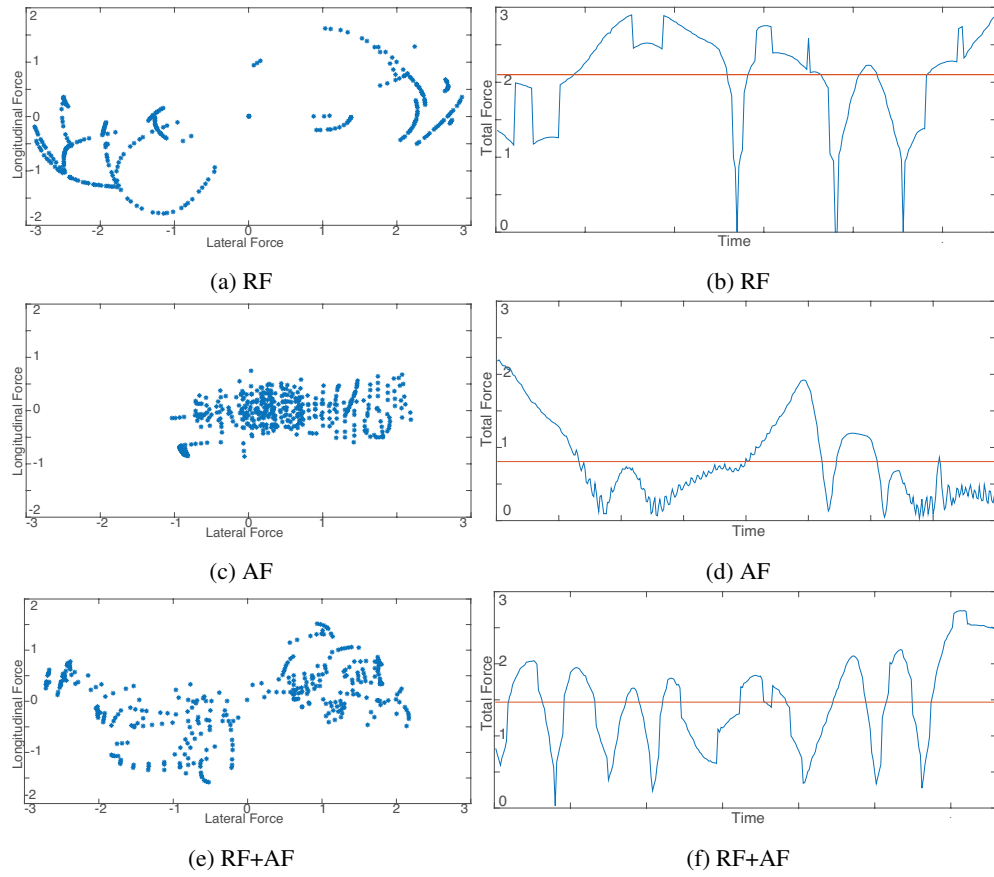 2
1
0
-1
-2
-3
-2
-1
0
1
2
3
Longitudinal Force
Lateral Force
(a) RF
3
2
1
0
Total Force
Time
(b) RF
2
1
0
-1
-2
-3
-2
-1
0
1
2
3
Longitudinal Force
Lateral Force
(c) AF
3
2
1
0
Total Force
Time
(d) AF
2
1
0
-1
-2
-3
-2
-1
0
1
2
3
Longitudinal Force
Lateral Force
(e) RF+AF
3
2
1
0
Total Force
Time
(f) RF+AF